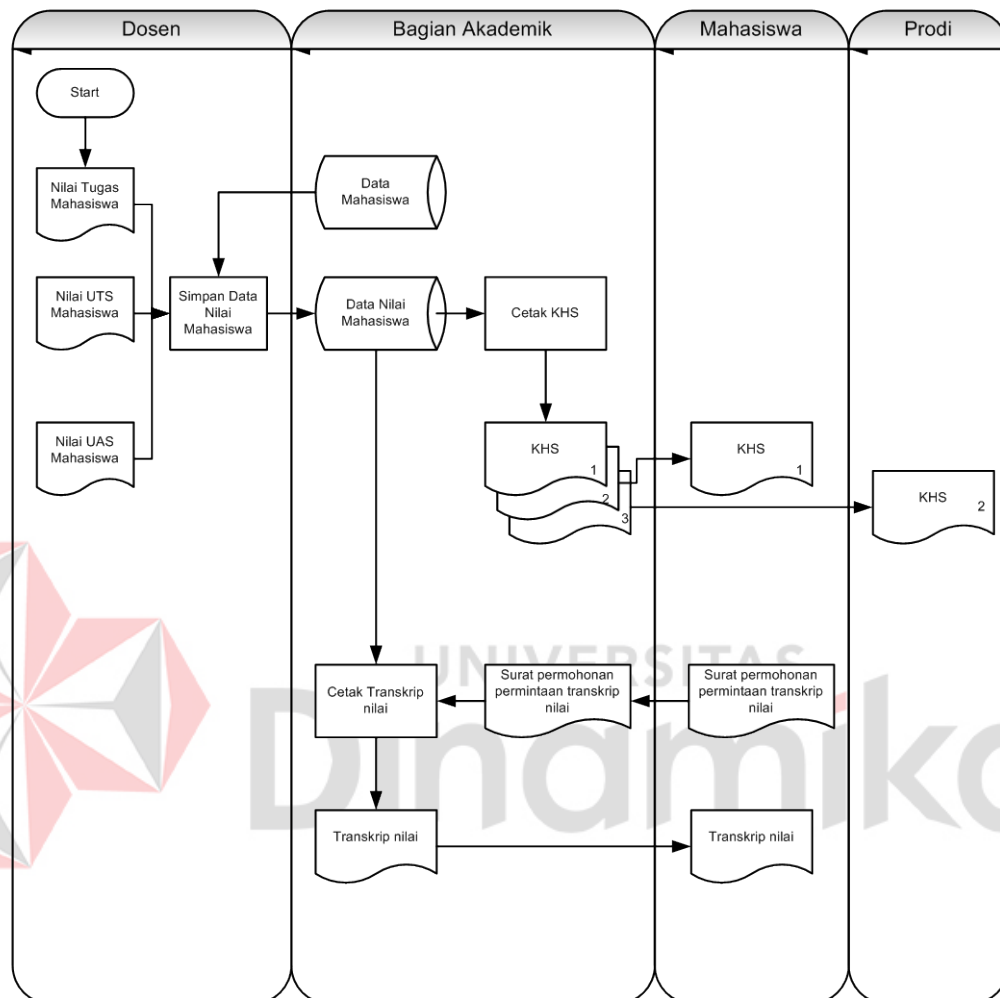 Dosen
Bagian Akademik
Mahasiswa
Prodi
Start
Nilai Tugas
Mahasiswa
Data
Mahasiswa
Nilai UTS
Mahasiswa
Simpan Data
Nilai
Mahasiswa
Data Nilai
Mahasiswa
Cetak KHS
Nilai UAS
Mahasiswa
KHS
1
2
3
KHS
1
KHS
2
UNIVERSITAS
Dinamika
Cetak Transkrip
nilai
Surat permohonan
permintaan transkrip
nilai
Surat permohonan
permintaan transkrip
nilai
Transkrip nilai
Transkrip nilai